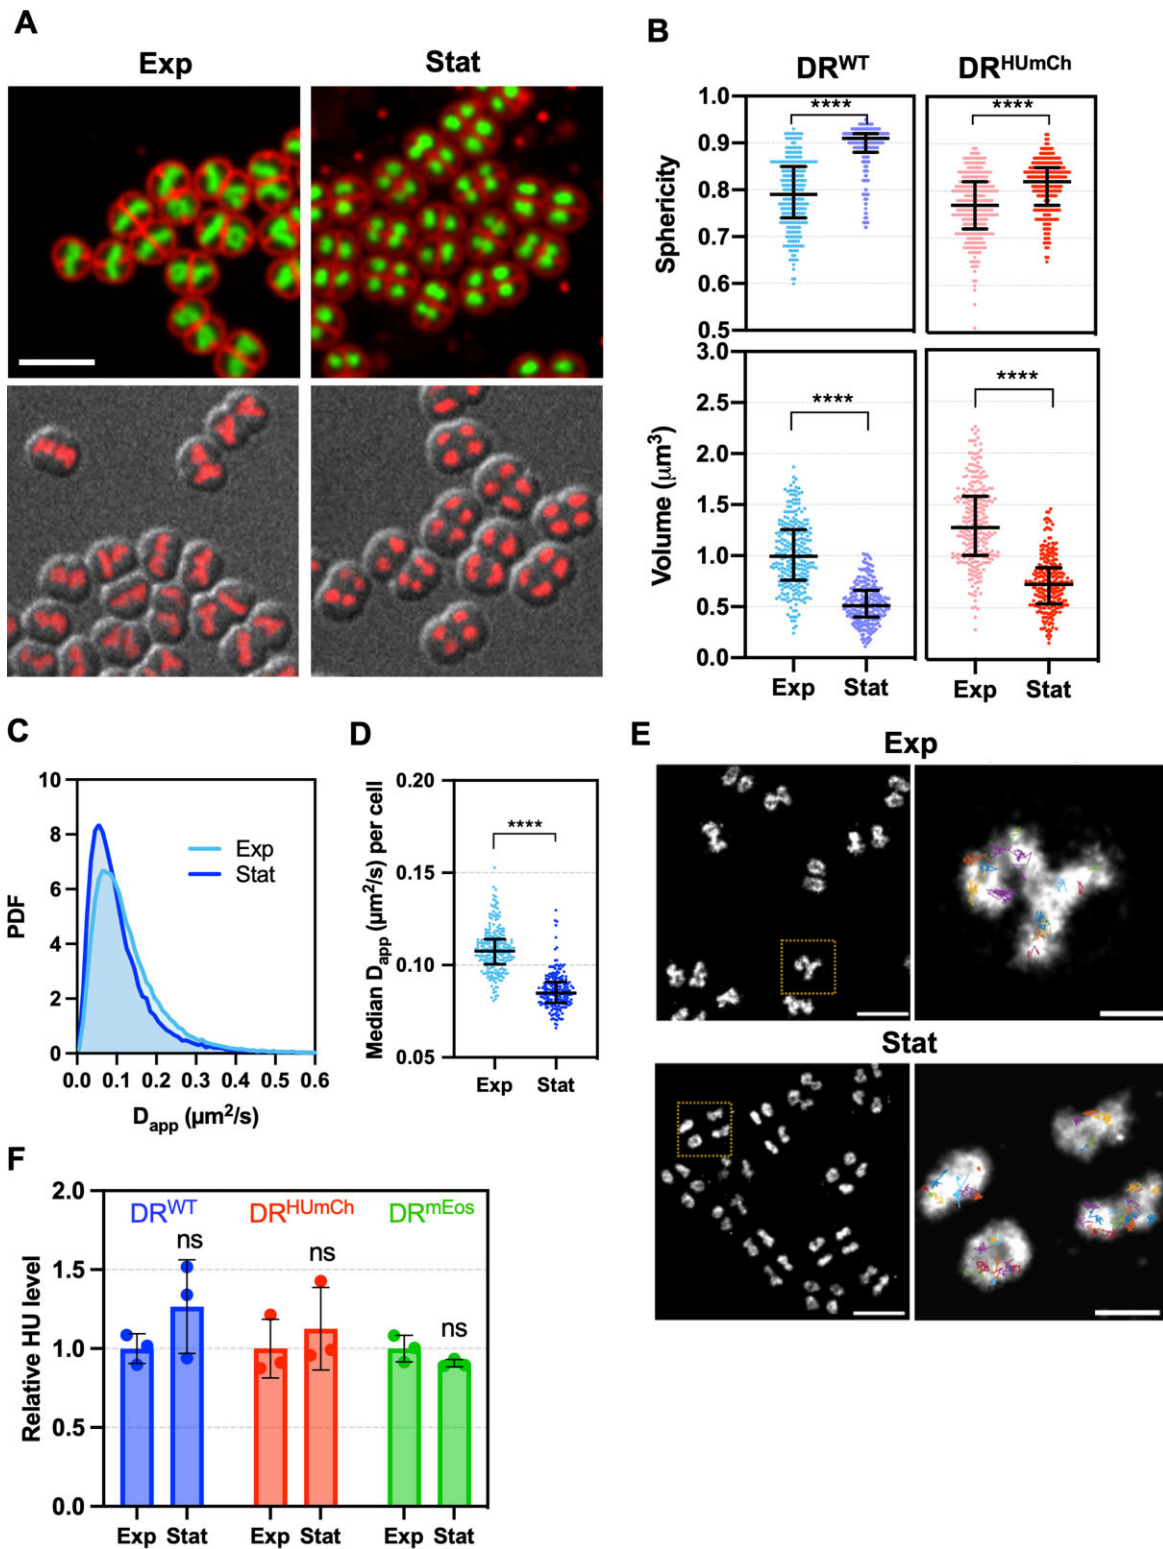 A
Exp
Stat
B
DR^WT
DR^HUmCh
Sphericity
1.0
0.9
0.8
0.7
0.6
0.5
****
****
Volume (μm³)
3.0
2.5
2.0
1.5
1.0
0.5
0.0
****
****
Exp
Stat
Exp
Stat
C
PDF
10
8
6
4
2
0
Exp
Stat
0.0 0.1 0.2 0.3 0.4 0.5 0.6
D_app (μm²/s)
D
Median D_app (μm²/s) per cell
0.20
0.15
0.10
0.05
****
Exp
Stat
E
Exp
Stat
F
Relative HU level
2.0
1.5
1.0
0.5
0.0
DR^WT
DR^HUmCh
DR^mEos
ns
ns
ns
Exp Stat
Exp Stat
Exp Stat